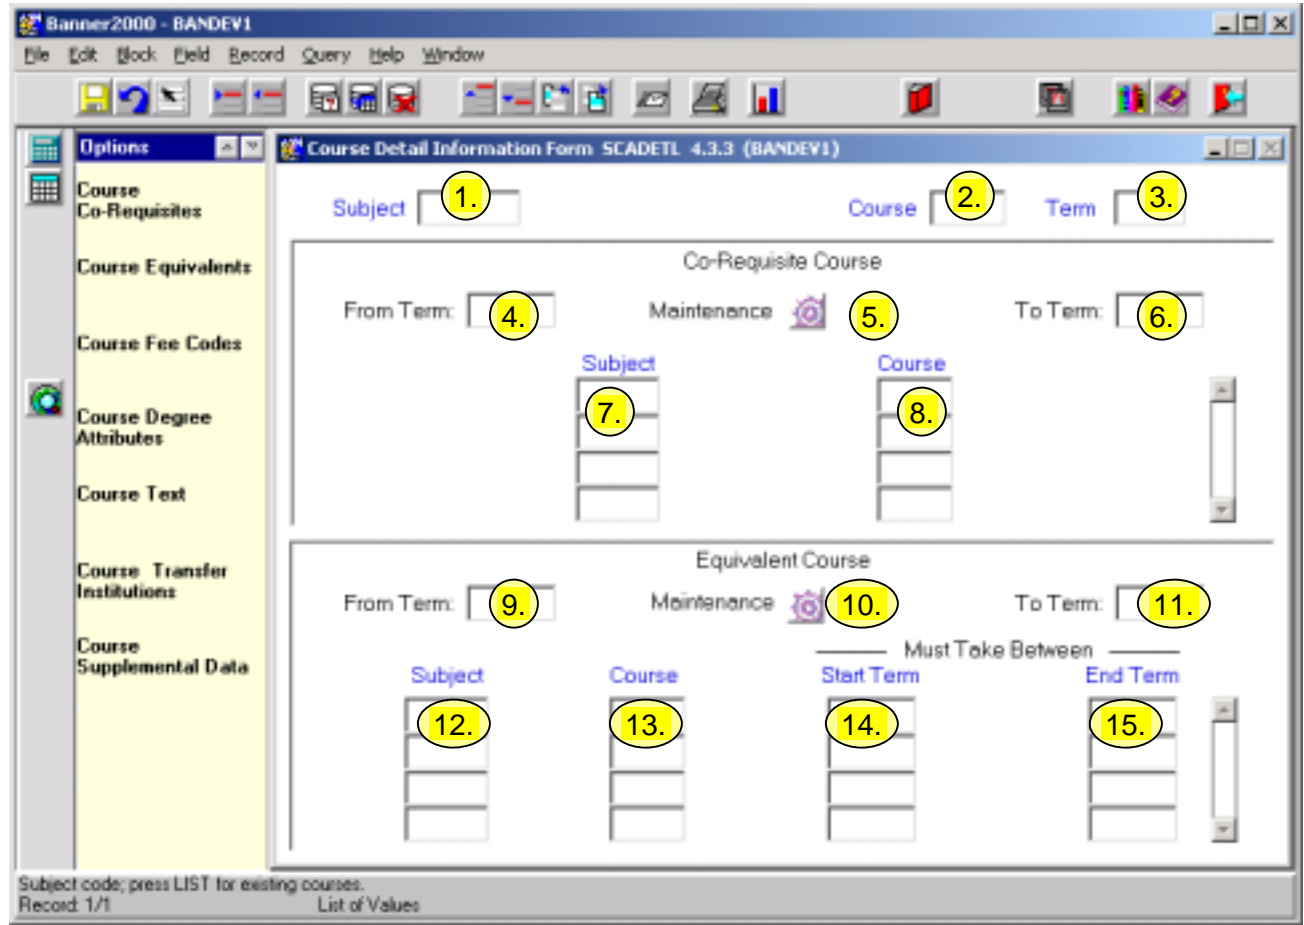 Banner2000 - BANDEV1
File Edit Block Field Record Query Help Window
Options
Course Detail Information Form SCADETL 4.3.3 (BANDEV1)
Course
Co-Requisites
Course Equivalents
Course Fee Codes
Course Degree
Attributes
Course Text
Course Transfer
Institutions
Course
Supplemental Data
Subject 1. Course 2. Term 3.
Co-Requisite Course
From Term: 4. Maintenance 5. To Term: 6.
Subject Course
7. 8.
Equivalent Course
From Term: 9. Maintenance 10. To Term: 11.
Must Take Between
Subject Course Start Term End Term
12. 13. 14. 15.
Subject code; press LIST for existing courses.
Record: 1/1 List of Values